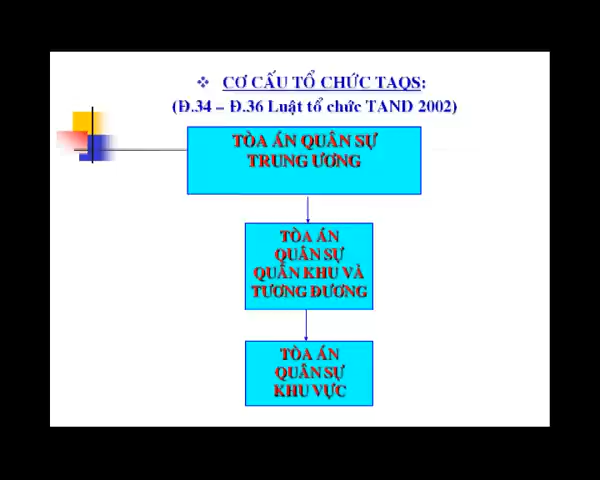 ❖ CƠ CẤU TỔ CHỨC TAQS:
(Đ.34 – Đ.36 Luật tổ chức TAND 2002)
TÒA ÁN QUÂN SỰ
TRUNG ƯƠNG
TÒA ÁN
QUÂN SỰ
QUÂN KHU VÀ
TƯƠNG ĐƯƠNG
TÒA ÁN
QUÂN SỰ
KHU VỰC